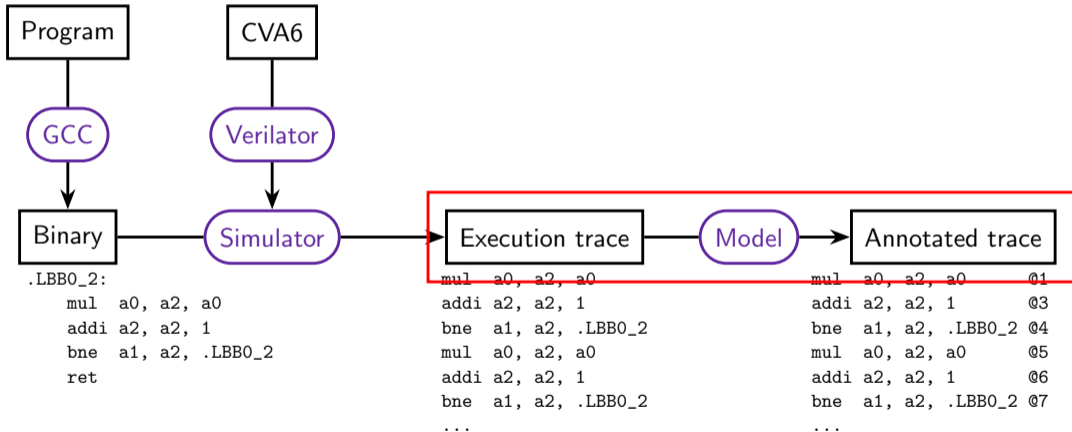 Program
CVA6
GCC
Verilator
Binary
Simulator
Execution trace
Model
Annotated trace
.LBB0_2:
mul a0, a2, a0
addi a2, a2, 1
bne a1, a2, .LBB0_2
ret
mul a0, a2, a0
addi a2, a2, 1
bne a1, a2, .LBB0_2
mul a0, a2, a0
addi a2, a2, 1
bne a1, a2, .LBB0_2
...
mul a0, a2, a0 @1
addi a2, a2, 1 @3
bne a1, a2, .LBB0_2 @4
mul a0, a2, a0 @5
addi a2, a2, 1 @6
bne a1, a2, .LBB0_2 @7
...